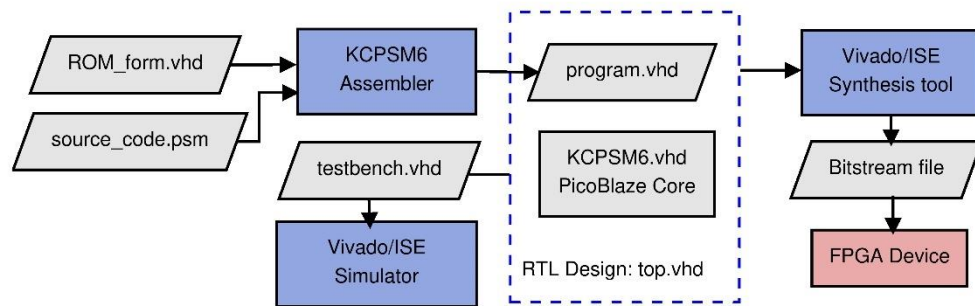 ROM_form.vhd
source_code.psm
KCPSM6
Assembler
program.vhd
Vivado/ISE
Synthesis tool
testbench.vhd
KCPSM6.vhd
PicoBlaze Core
Bitstream file
Vivado/ISE
Simulator
RTL Design: top.vhd
FPGA Device